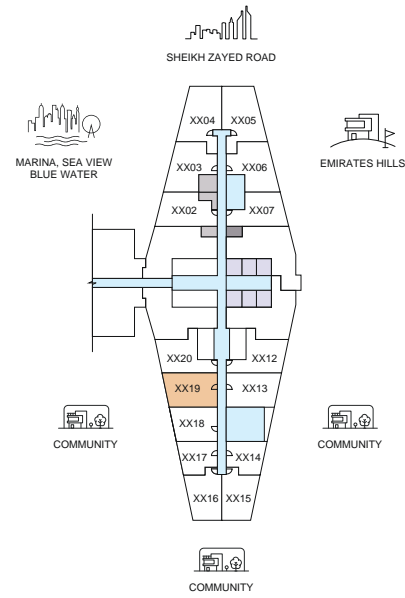 SHEIKH ZAYED ROAD
MARINA, SEA VIEW
BLUE WATER
EMIRATES HILLS
XX04
XX05
XX03
XX06
XX02
XX07
XX20
XX12
XX19
XX13
XX18
XX17
XX14
XX16
XX15
COMMUNITY
COMMUNITY
COMMUNITY